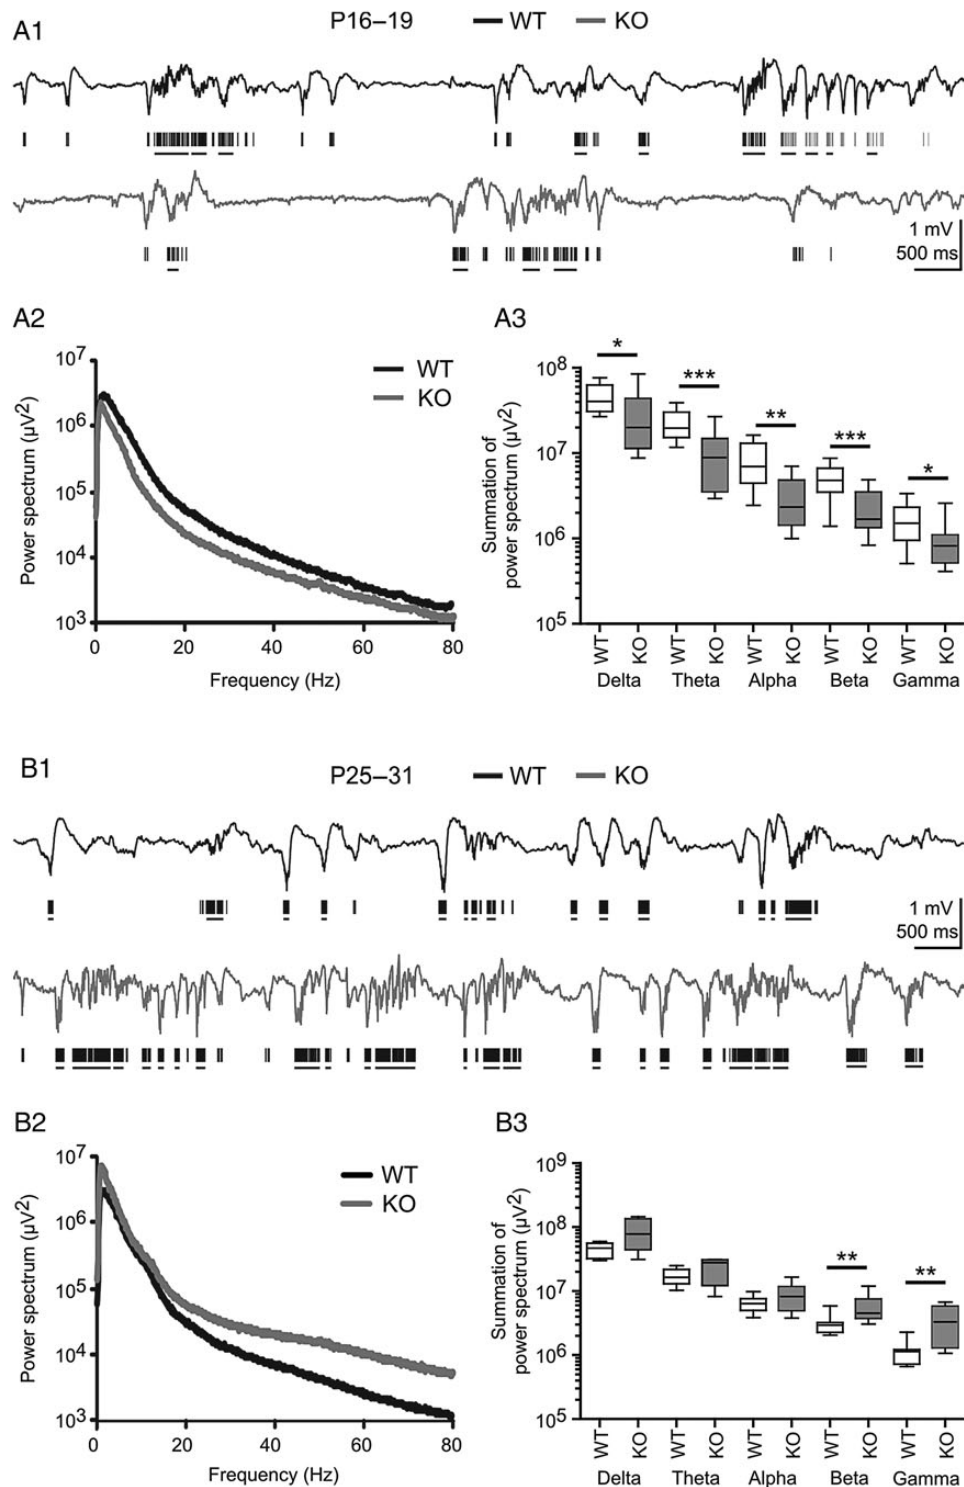 A1
P16–19 WT KO
1 mV
500 ms
A2
10⁷
10⁶
10⁵
10⁴
10³
Power spectrum (µV²)
WT
KO
0 20 40 60 80
Frequency (Hz)
A3
10⁸
10⁷
10⁶
10⁵
Summation of
power spectrum (µV²)
* *** ** *** *
WT KO WT KO WT KO WT KO WT KO
Delta Theta Alpha Beta Gamma
B1
P25–31 WT KO
1 mV
500 ms
B2
10⁷
10⁶
10⁵
10⁴
10³
Power spectrum (µV²)
WT
KO
0 20 40 60 80
Frequency (Hz)
B3
10⁹
10⁸
10⁷
10⁶
10⁵
Summation of
power spectrum (µV²)
** **
WT KO WT KO WT KO WT KO WT KO
Delta Theta Alpha Beta Gamma